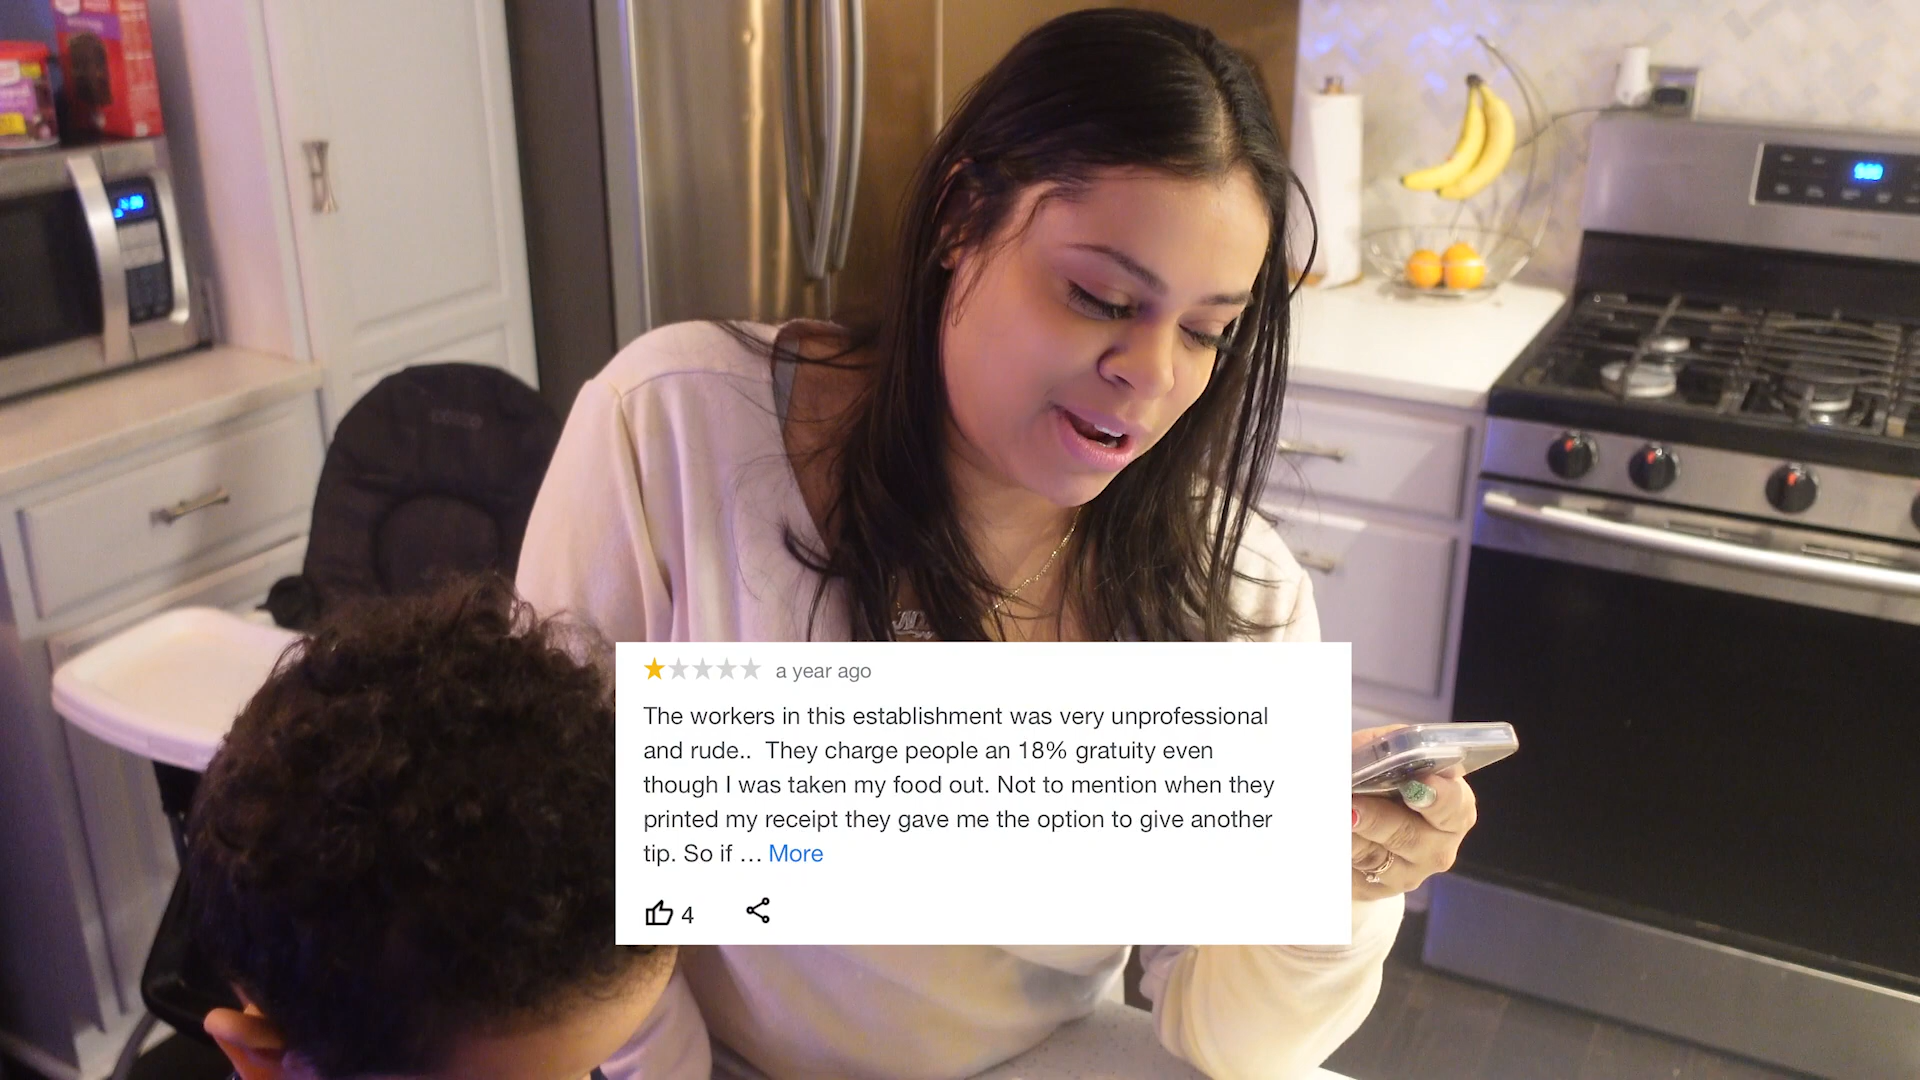 a year ago
The workers in this establishment was very unprofessional
and rude.. They charge people an 18% gratuity even
though I was taken my food out. Not to mention when they
printed my receipt they gave me the option to give another
tip. So if … More
4